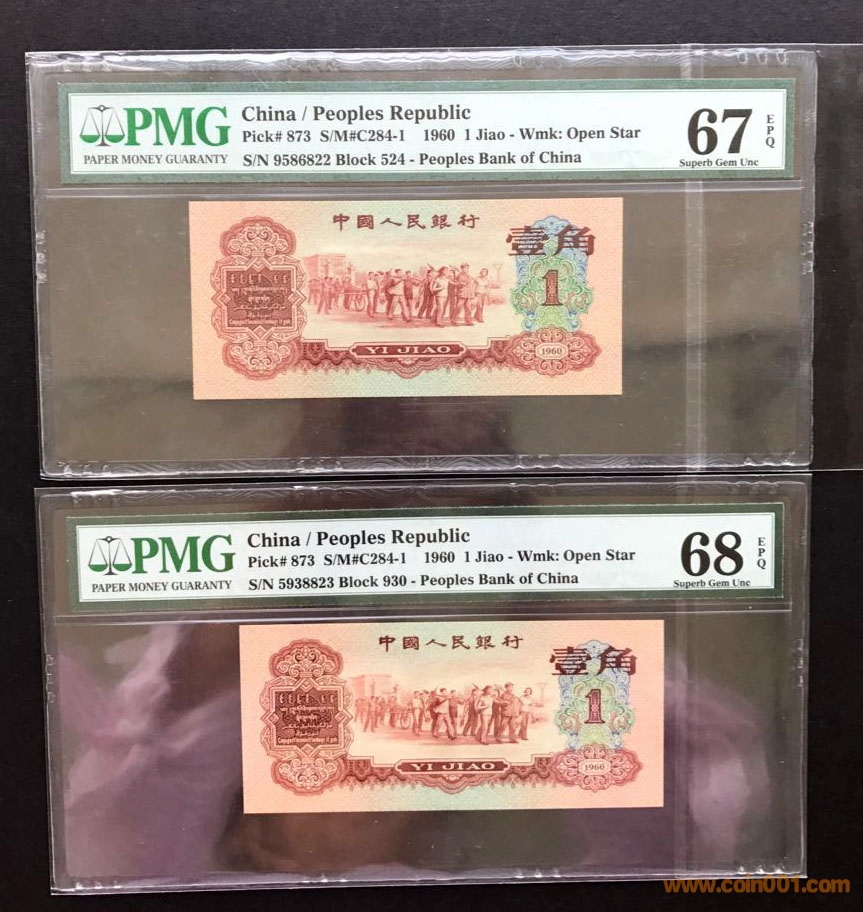 PMG
PAPER MONEY GUARANTY
China / Peoples Republic
Pick# 873 S/M#C284-1 1960 1 Jiao - Wmk: Open Star
S/N 9586822 Block 524 - Peoples Bank of China
67
EPQ
Superb Gem Unc
中國人民銀行
壹角
1
YI JIAO
1960
PMG
PAPER MONEY GUARANTY
China / Peoples Republic
Pick# 873 S/M#C284-1 1960 1 Jiao - Wmk: Open Star
S/N 5938823 Block 930 - Peoples Bank of China
68
EPQ
Superb Gem Unc
中國人民銀行
壹角
1
YI JIAO
1960
www.coin001.com